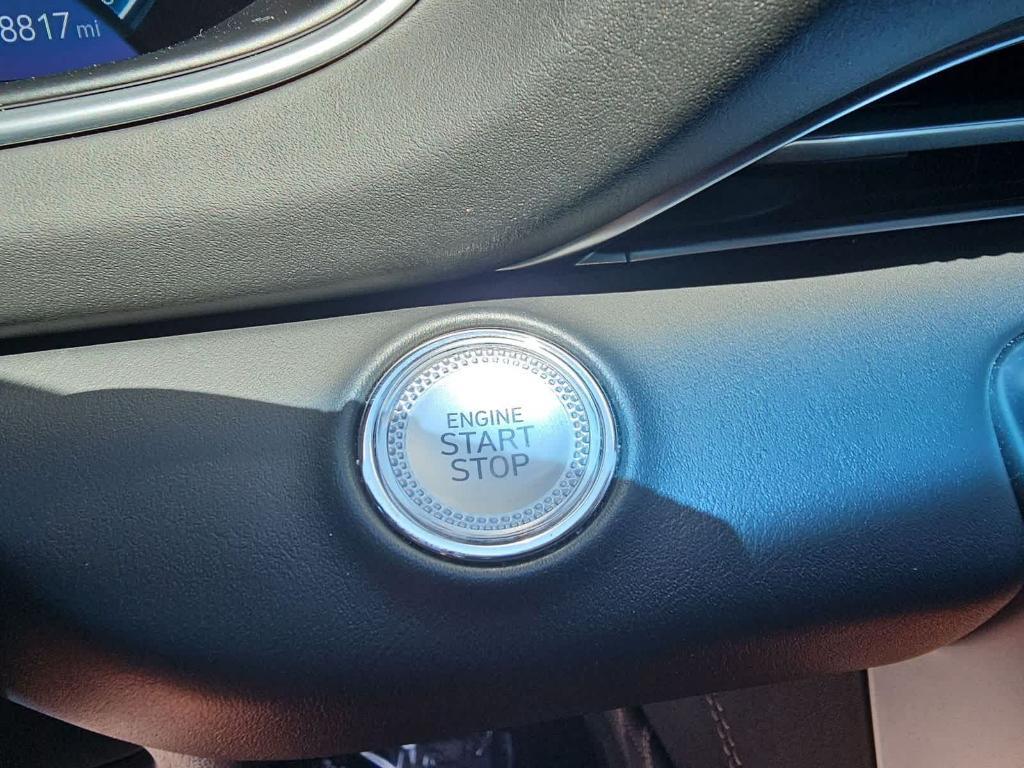 8817 mi
ENGINE
START
STOP